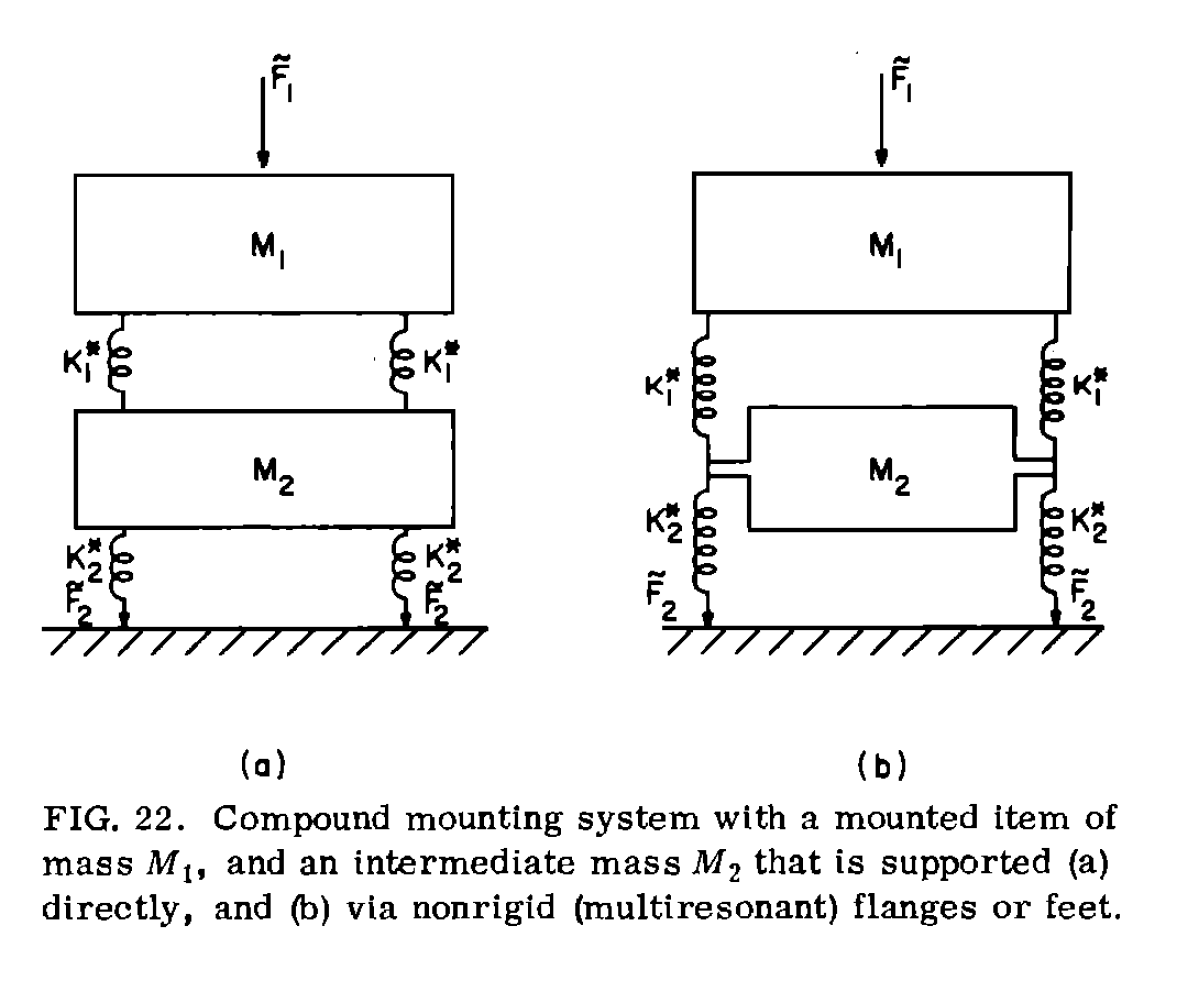 F̃₁ F̃₁
M₁ M₁
K₁* K₁* K₁* K₁*
M₂ M₂
K₂* K₂* K₂* K₂*
F̃₂ F̃₂ F̃₂ F̃₂
(a) (b)
FIG. 22. Compound mounting system with a mounted item of
mass M₁, and an intermediate mass M₂ that is supported (a)
directly, and (b) via nonrigid (multiresonant) flanges or feet.